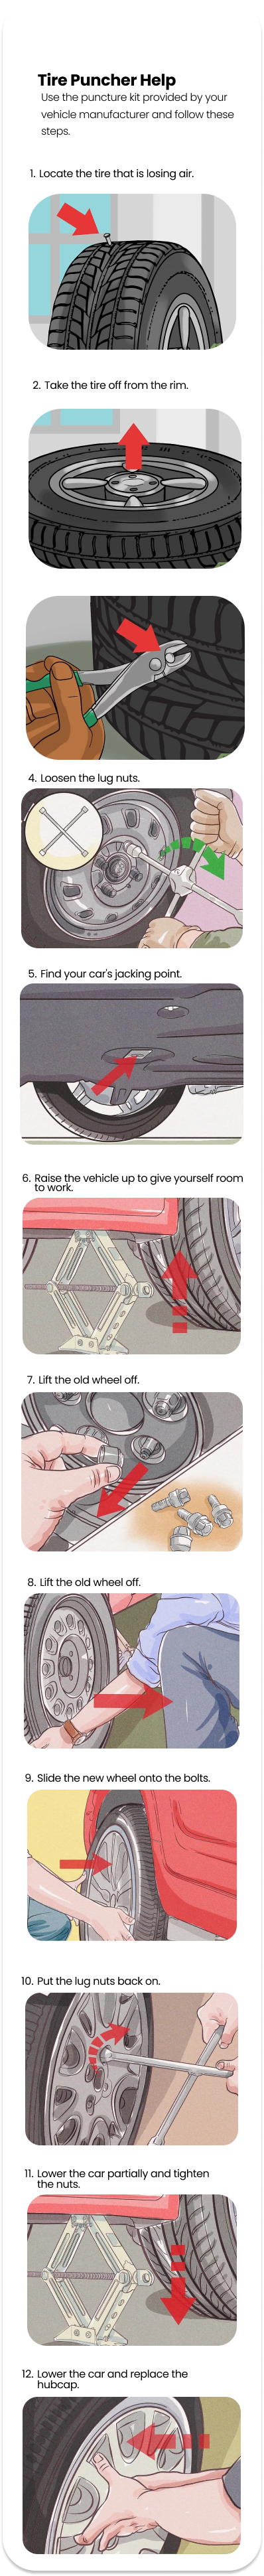 Tire Puncher Help
Use the puncture kit provided by your
vehicle manufacturer and follow these
steps.
1. Locate the tire that is losing air.
2. Take the tire off from the rim.
4. Loosen the lug nuts.
5. Find your car's jacking point.
6. Raise the vehicle up to give yourself room
to work.
7. Lift the old wheel off.
8. Lift the old wheel off.
9. Slide the new wheel onto the bolts.
10. Put the lug nuts back on.
11. Lower the car partially and tighten
the nuts.
12. Lower the car and replace the
hubcap.